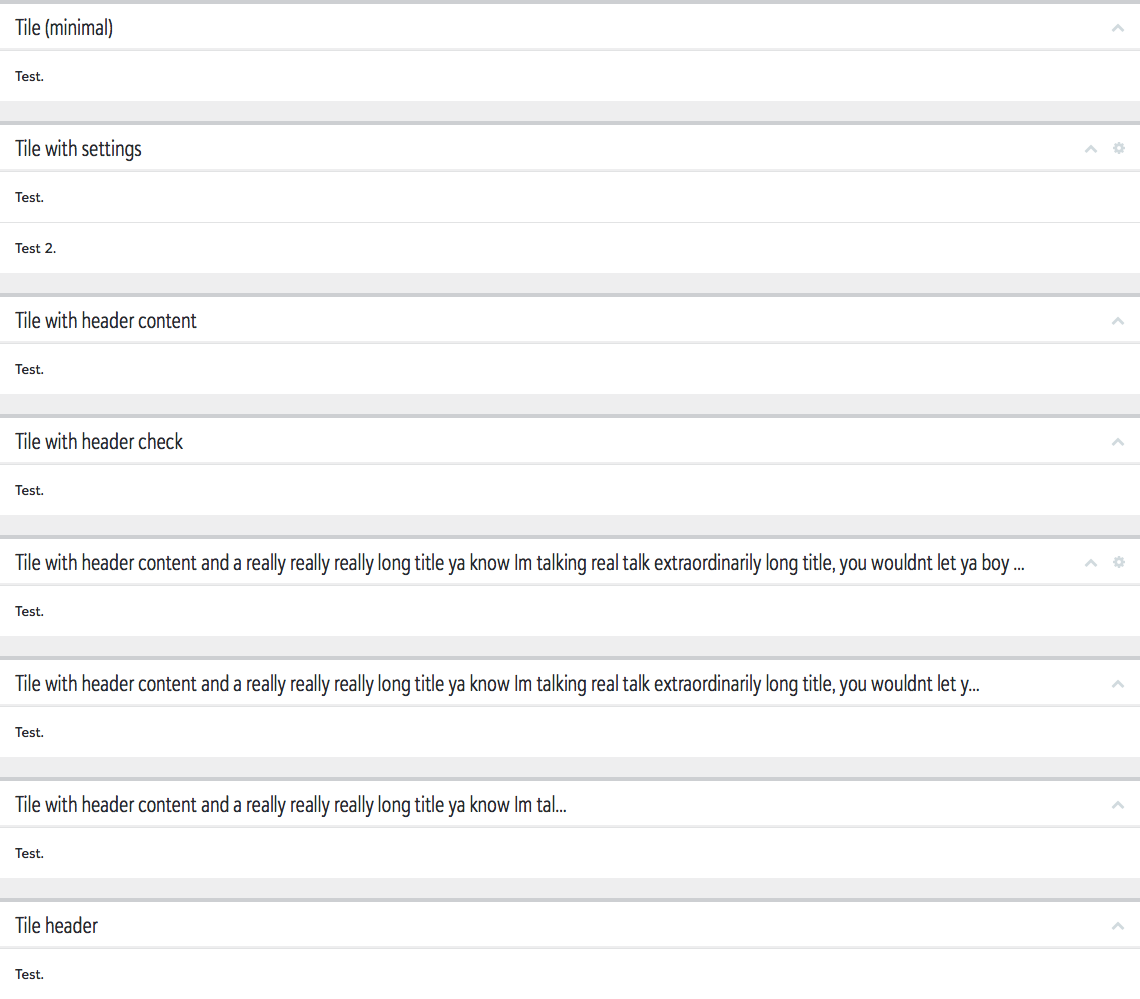 Tile (minimal)
Test.
Tile with settings
Test.
Test 2.
Tile with header content
Test.
Tile with header check
Test.
Tile with header content and a really really really long title ya know Im talking real talk extraordinarily long title, you wouldnt let ya boy ...
Test.
Tile with header content and a really really really long title ya know Im talking real talk extraordinarily long title, you wouldnt let y...
Test.
Tile with header content and a really really really long title ya know Im tal...
Test.
Tile header
Test.